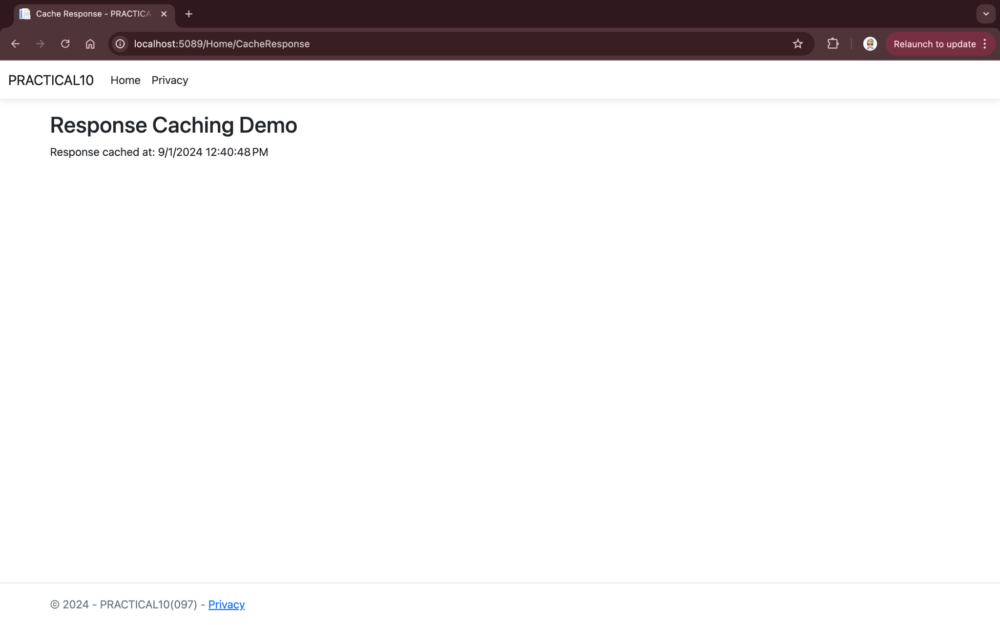 Cache Response - PRACTICA
localhost:5089/Home/CacheResponse
Relaunch to update
PRACTICAL10 Home Privacy
Response Caching Demo
Response cached at: 9/1/2024 12:40:48 PM
© 2024 - PRACTICAL10(097) - Privacy